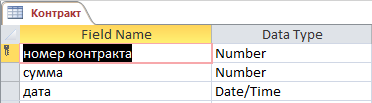 Контракт
Field Name Data Type
номер контракта Number
сумма Number
дата Date/Time